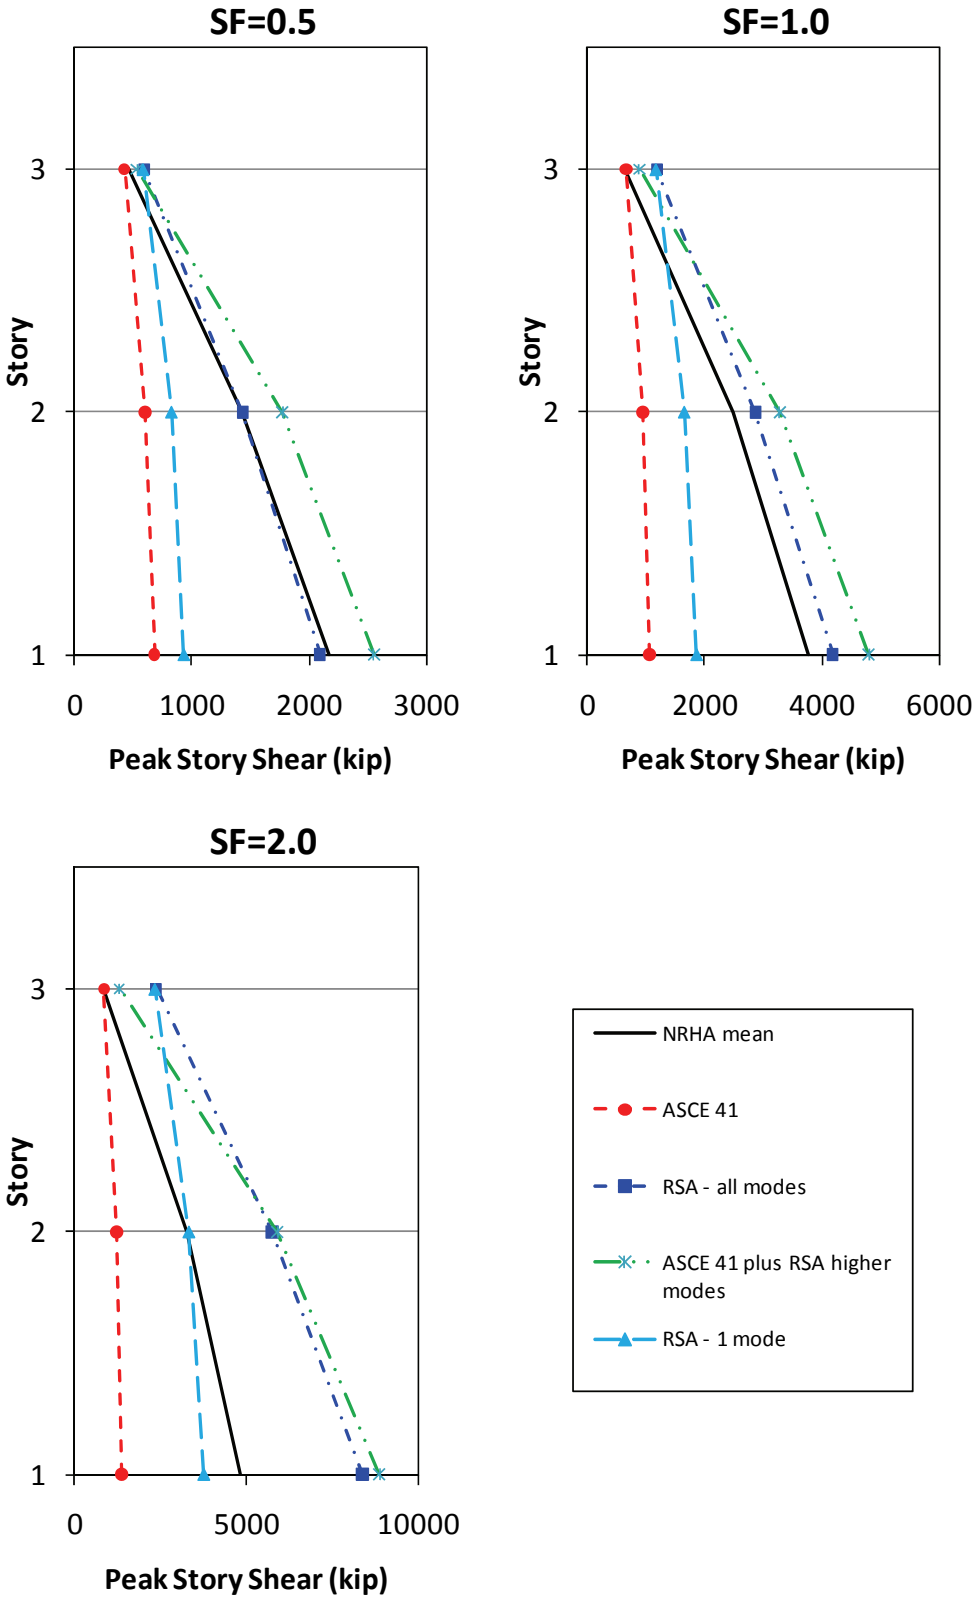 SF=0.5
3
2
1
Story
0 1000 2000 3000
Peak Story Shear (kip)
SF=1.0
3
2
1
Story
0 2000 4000 6000
Peak Story Shear (kip)
SF=2.0
3
2
1
Story
0 5000 10000
Peak Story Shear (kip)
NRHA mean
ASCE 41
RSA - all modes
ASCE 41 plus RSA higher
modes
RSA - 1 mode